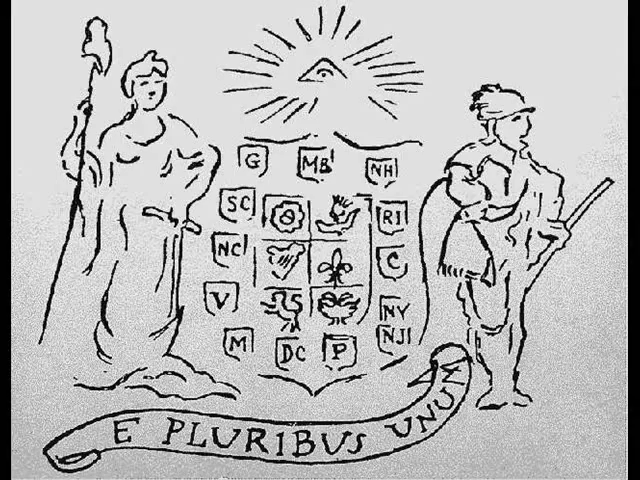 G MB NH
SC RI
NC C
V NY
M DC P NJ
E PLURIBUS UNUM